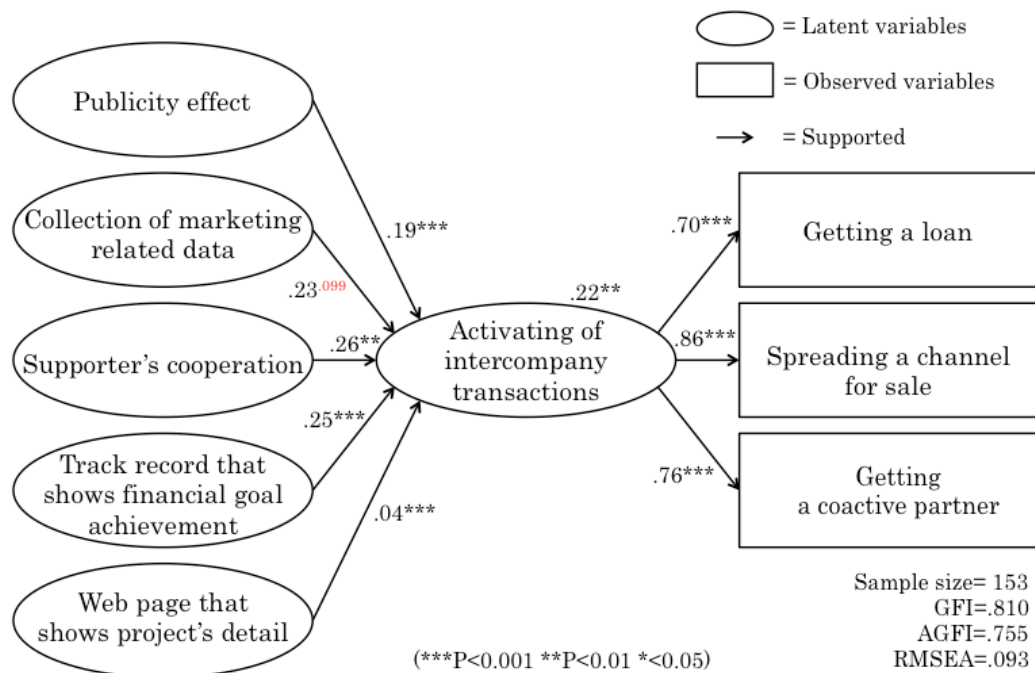 = Latent variables
= Observed variables
= Supported
Publicity effect
Collection of marketing
related data
Supporter's cooperation
Track record that
shows financial goal
achievement
Web page that
shows project's detail
.19***
.23.099
.26**
.25***
.04***
.22**
Activating of
intercompany
transactions
.70***
.86***
.76***
Getting a loan
Spreading a channel
for sale
Getting
a coactive partner
Sample size= 153
GFI=.810
AGFI=.755
RMSEA=.093
(***P<0.001 **P<0.01 *<0.05)